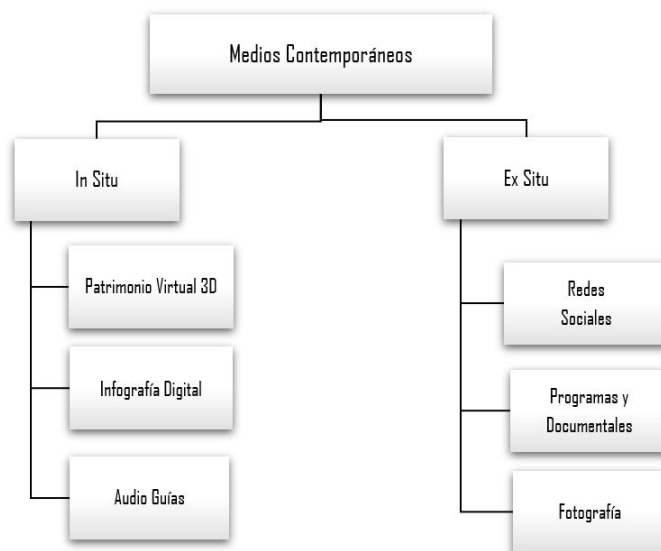 Medios Contemporáneos
In Situ
Patrimonio Virtual 3D
Infografía Digital
Audio Guías
Ex Situ
Redes
Sociales
Programas y
Documentales
Fotografía